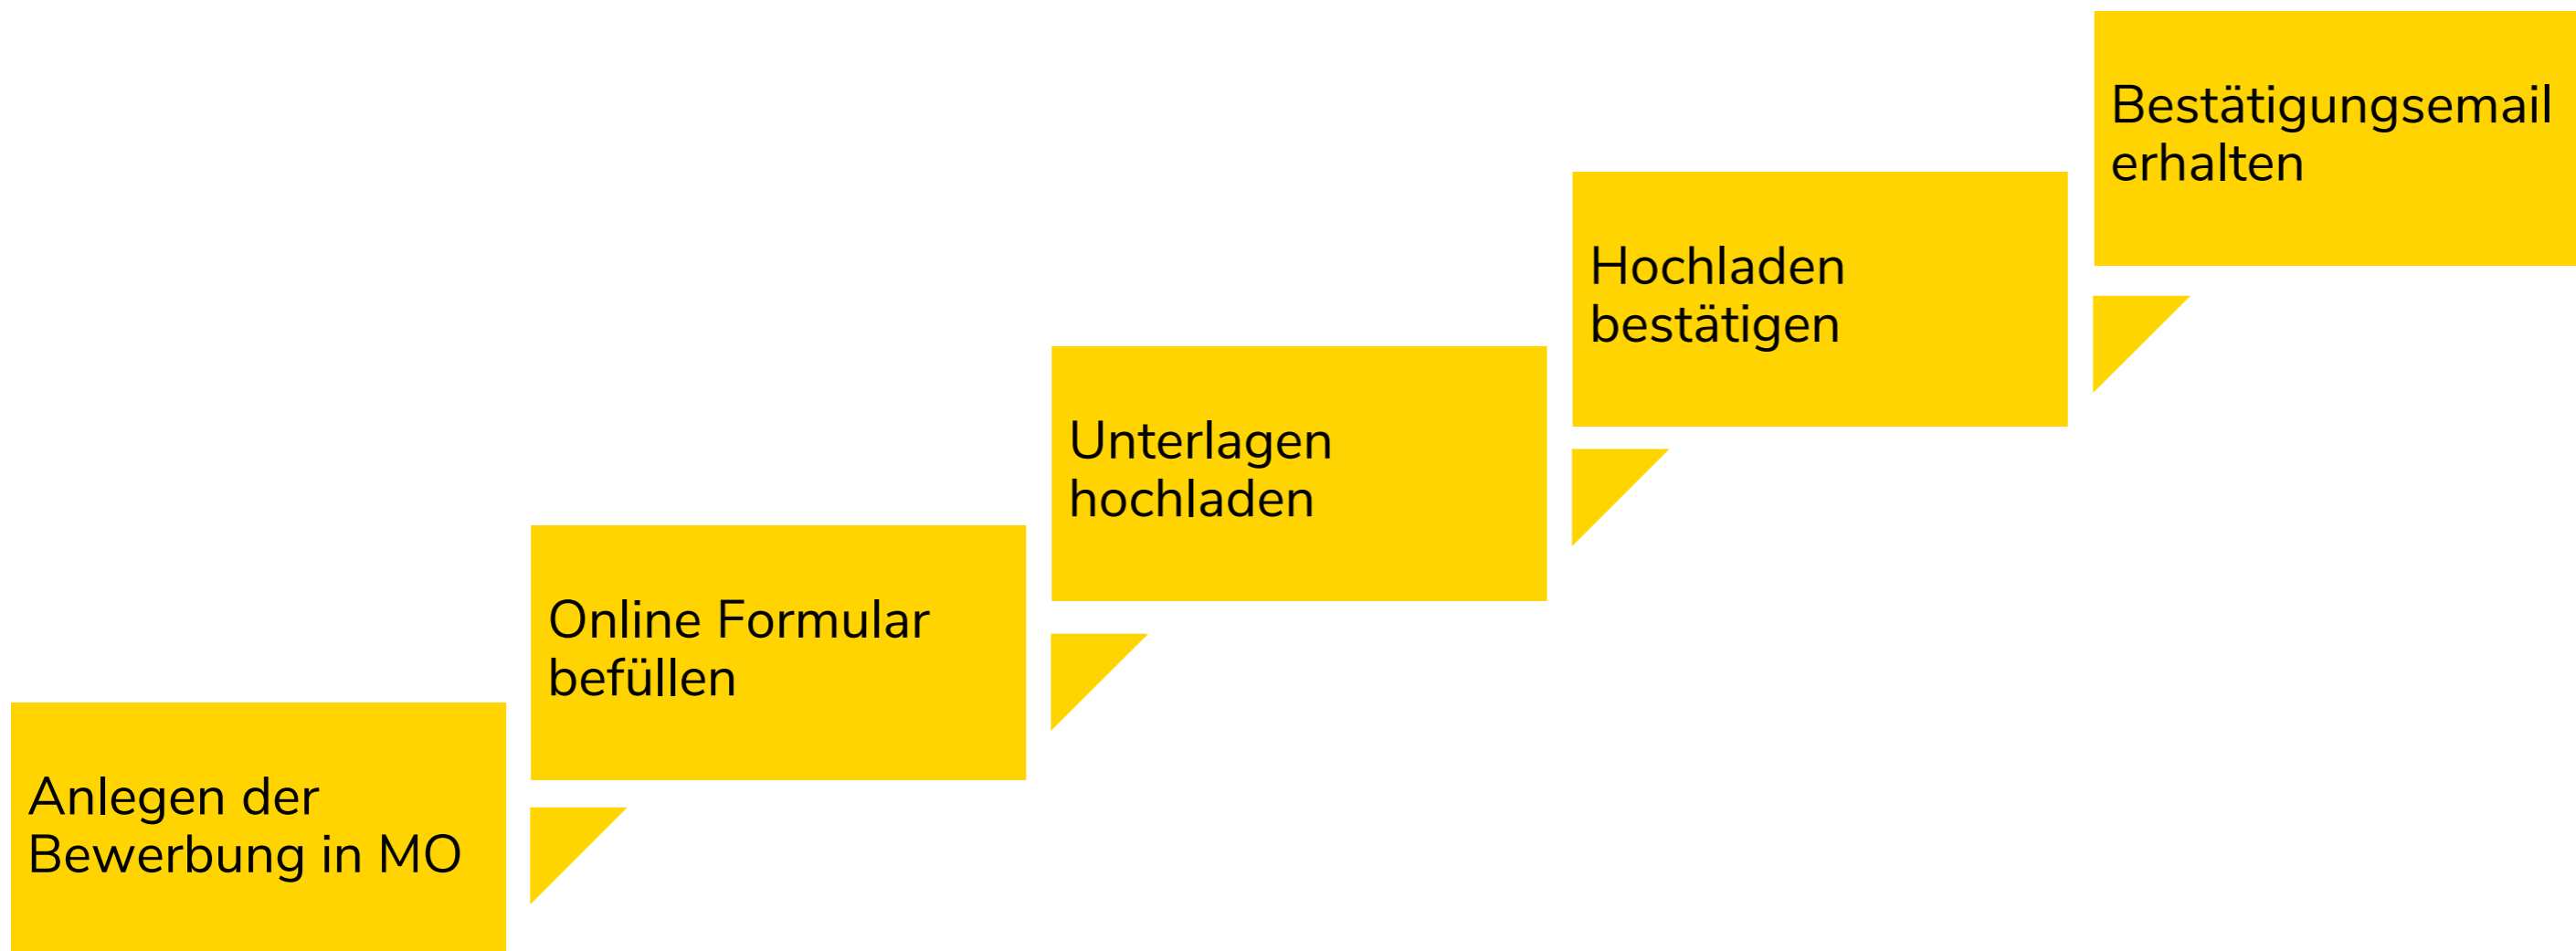 Anlegen der
Bewerbung in MO
Online Formular
befüllen
Unterlagen
hochladen
Hochladen
bestätigen
Bestätigungsemail
erhalten